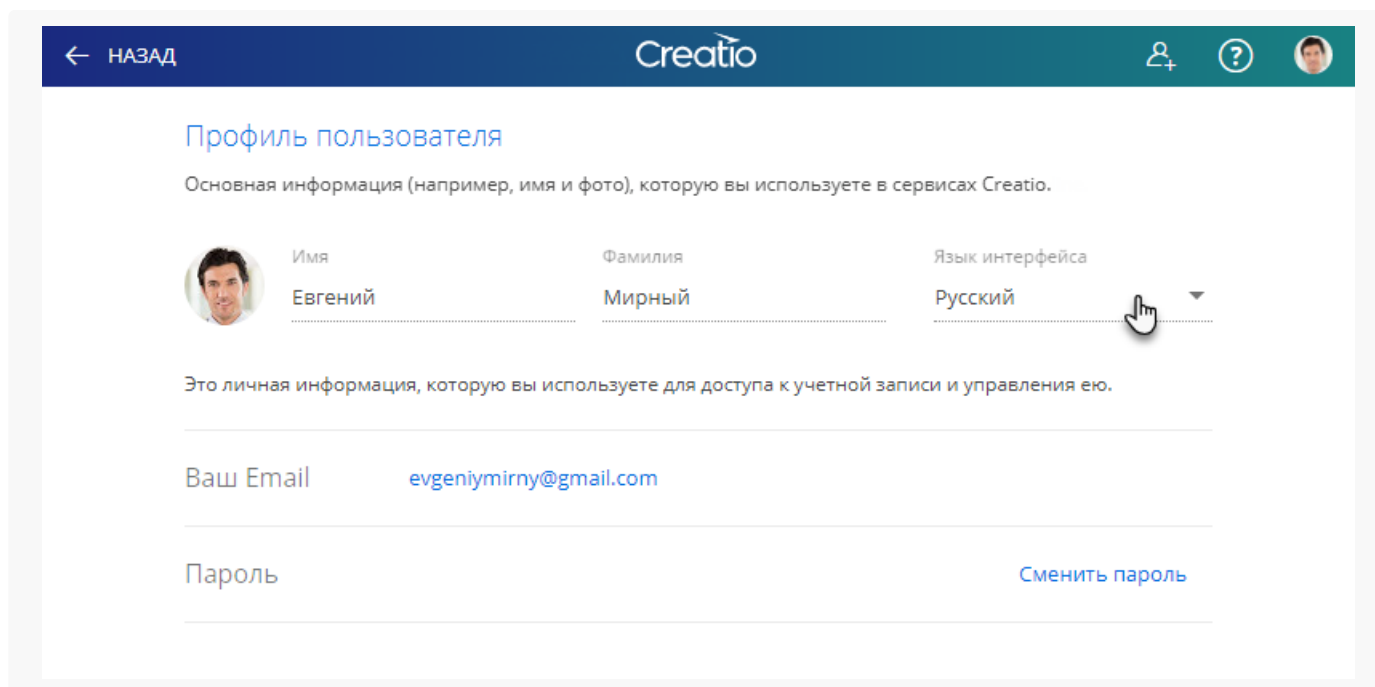 НАЗАД
Creatio
Профиль пользователя
Основная информация (например, имя и фото), которую вы используете в сервисах Creatio.
Имя Фамилия Язык интерфейса
Евгений Мирный Русский
Это личная информация, которую вы используете для доступа к учетной записи и управления ею.
Ваш Email evgeniymirny@gmail.com
Пароль Сменить пароль